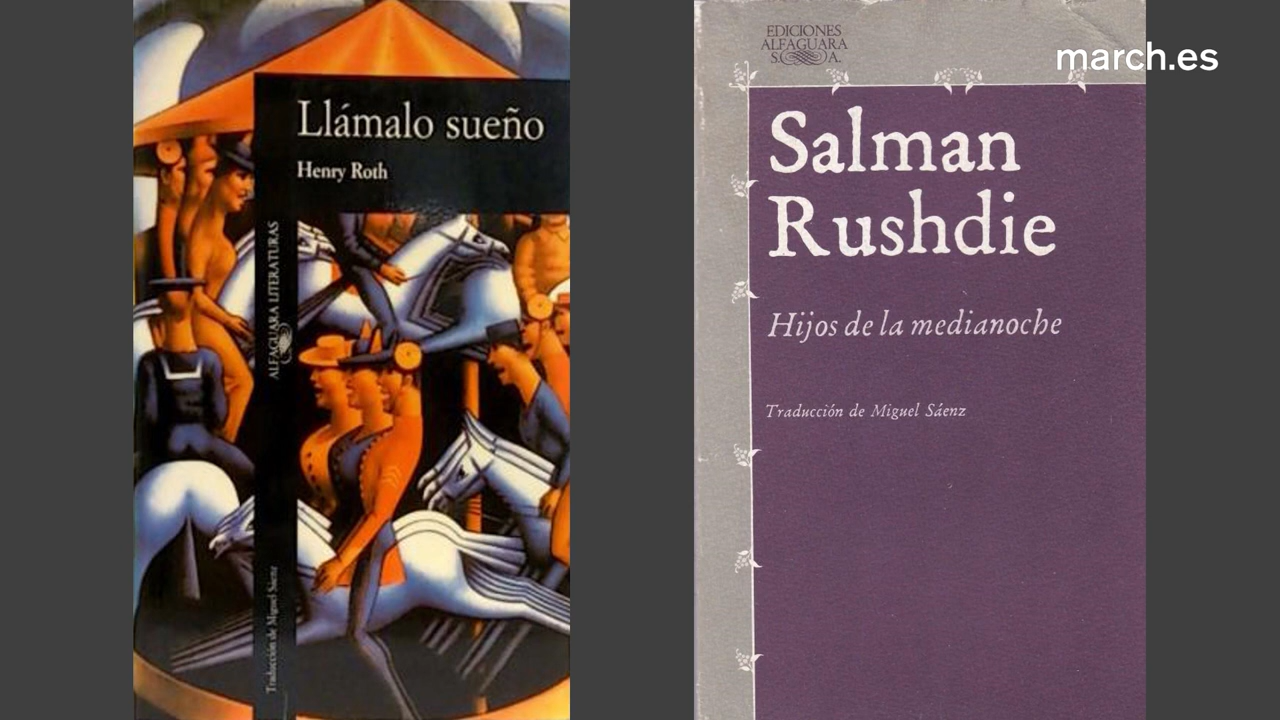 Llámalo sueño
Henry Roth
ALFAGUARA LITERATURAS
Traducción de Miguel Sáenz
EDICIONES
ALFAGUARA
S. A.
march.es
Salman
Rushdie
Hijos de la medianoche
Traducción de Miguel Sáenz